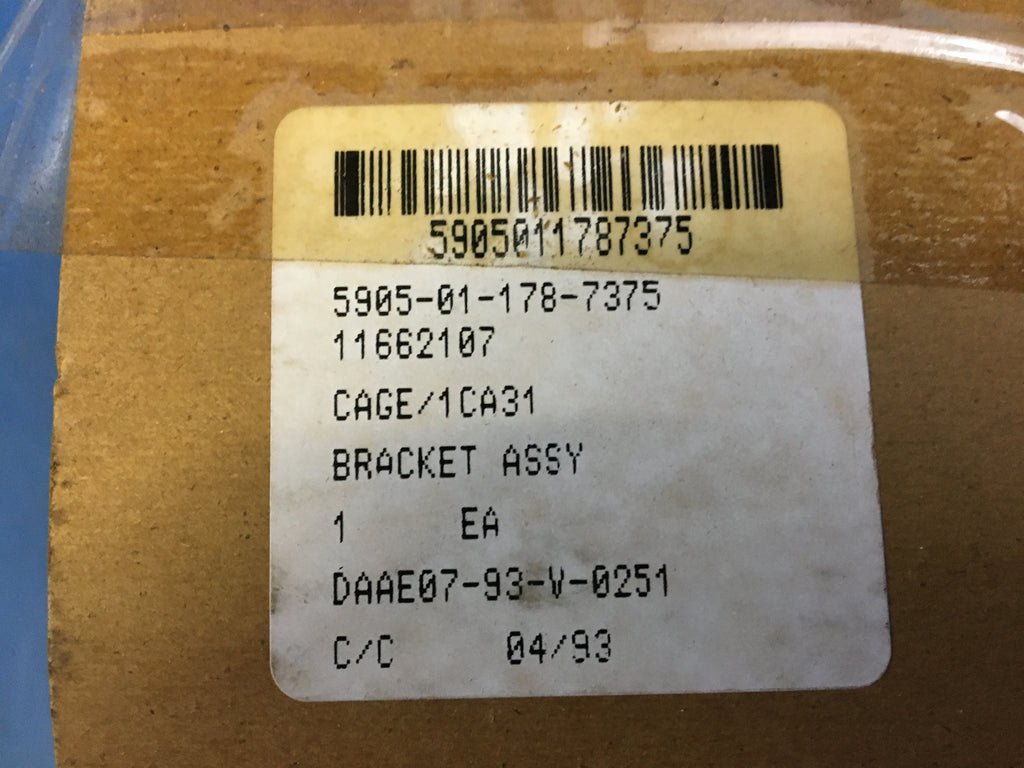 5905011787375
5905-01-178-7375
11662107
CAGE/1CA31
BRACKET ASSY
1 EA
DAAE07-93-V-0251
C/C 04/93